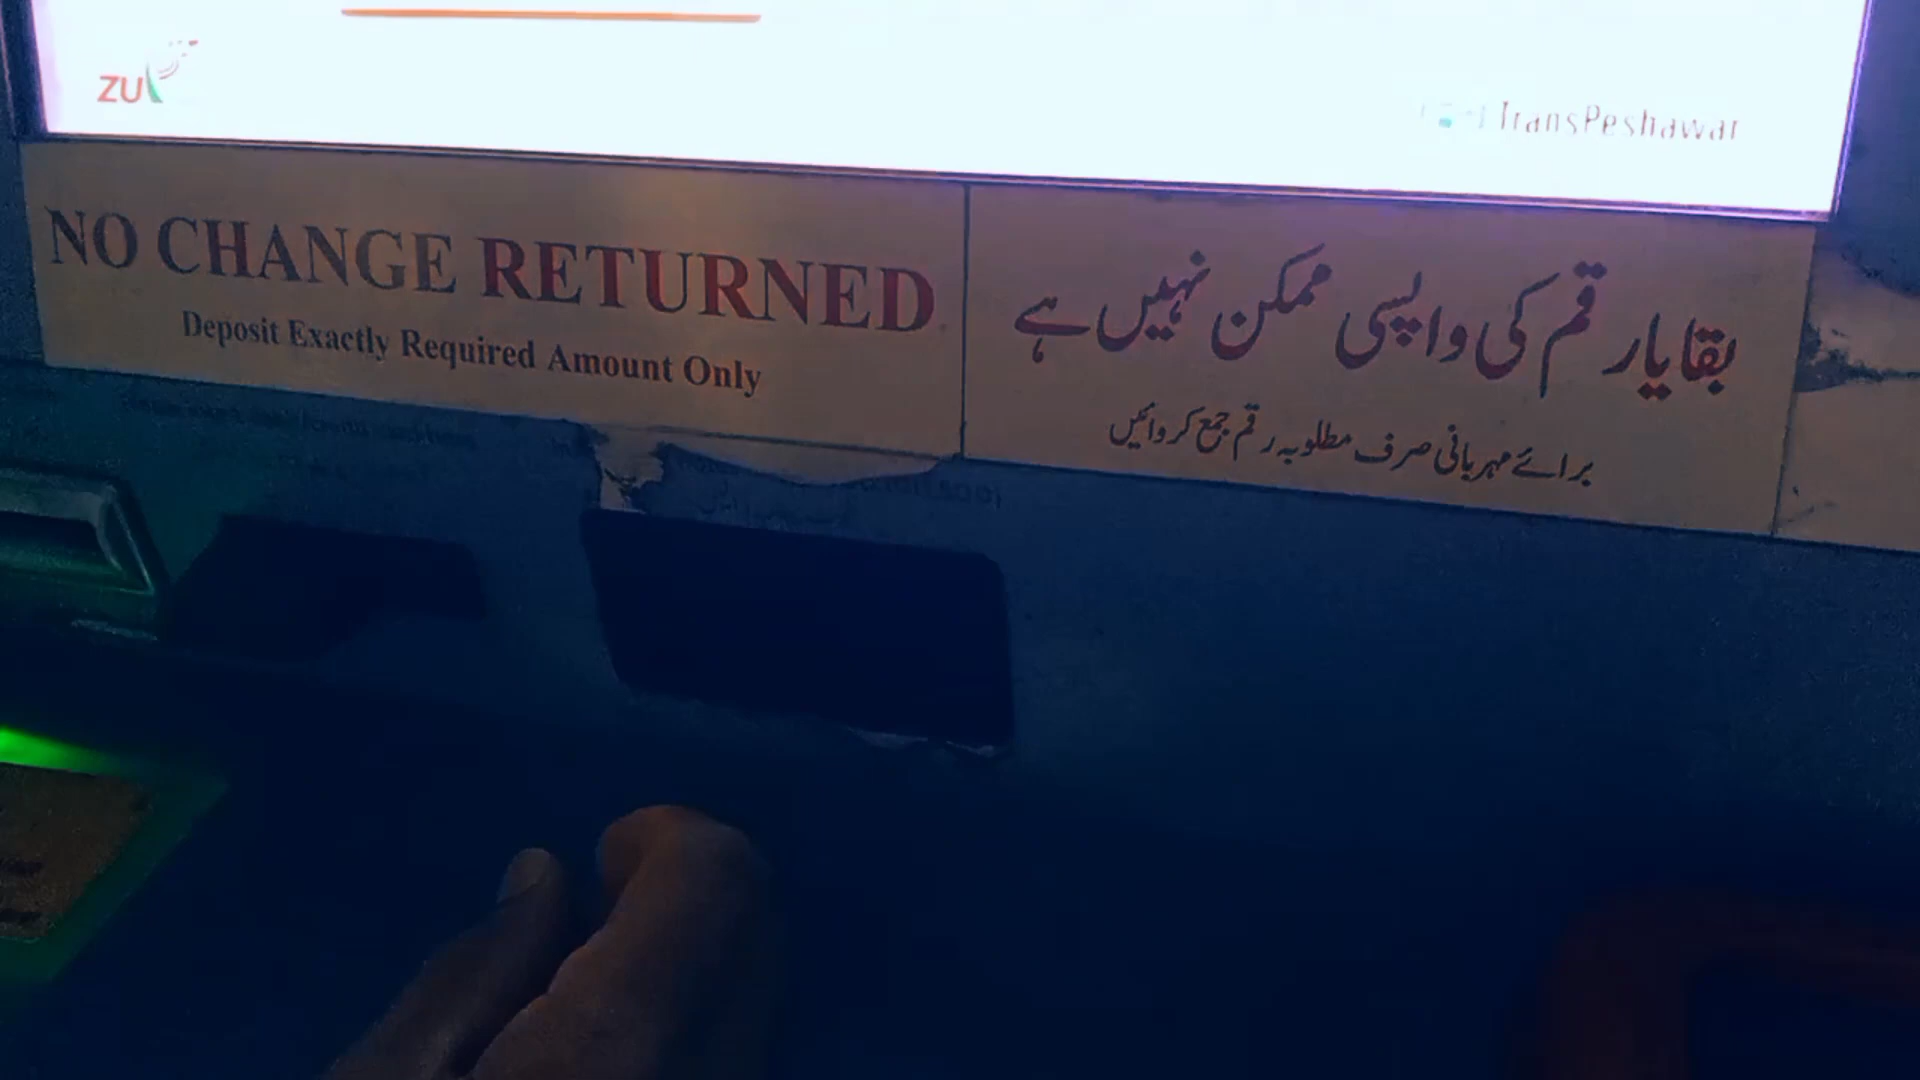 ZU
TransPeshawar
NO CHANGE RETURNED
Deposit Exactly Required Amount Only
بقایا رقم کی واپسی ممکن نہیں ہے
برائے مہربانی صرف مطلوبہ رقم جمع کروائیں